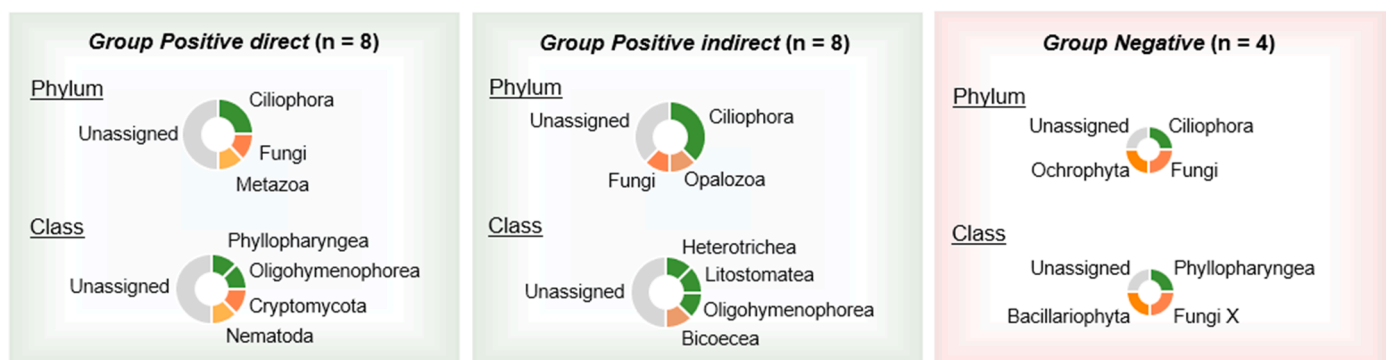 Group Positive direct (n = 8)
Phylum
Ciliophora
Unassigned
Fungi
Metazoa
Class
Phyllopharyngea
Oligohymenophorea
Unassigned
Cryptomycota
Nematoda
Group Positive indirect (n = 8)
Phylum
Unassigned
Ciliophora
Fungi
Opalozoa
Class
Heterotrichea
Litostomatea
Unassigned
Oligohymenophorea
Bicoecea
Group Negative (n = 4)
Phylum
Unassigned
Ciliophora
Ochrophyta
Fungi
Class
Unassigned
Phyllopharyngea
Bacillariophyta
Fungi X